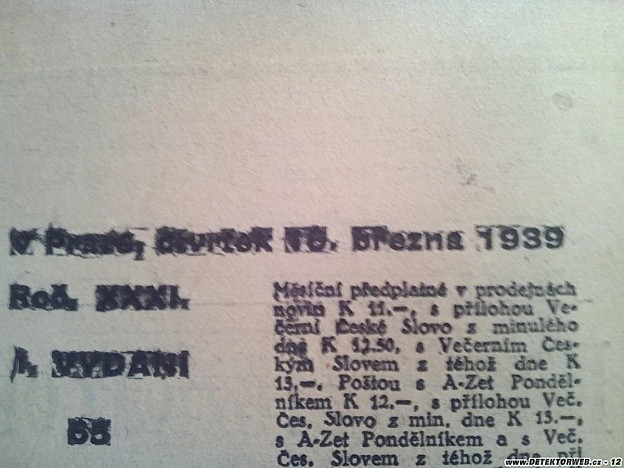 V Praze, čtvrtek 16. března 1939
Roč. XXXI.
VYDÁNÍ
Měsíční předplatné v prodejnách
novin K 11.—, s přílohou Ve-
černí České Slovo z minulého
dne K 12.50, s Večerním Čes-
kým Slovem z téhož dne K
13,—. Poštou s A-Zet Ponděl-
níkem K 12.—, s přílohou Več.
Čes. Slovo z min. dne K 13.—,
s A-Zet Pondělníkem a s Več.
Čes. Slovem z téhož dne při
www.DETEKTORWEB.cz - 12